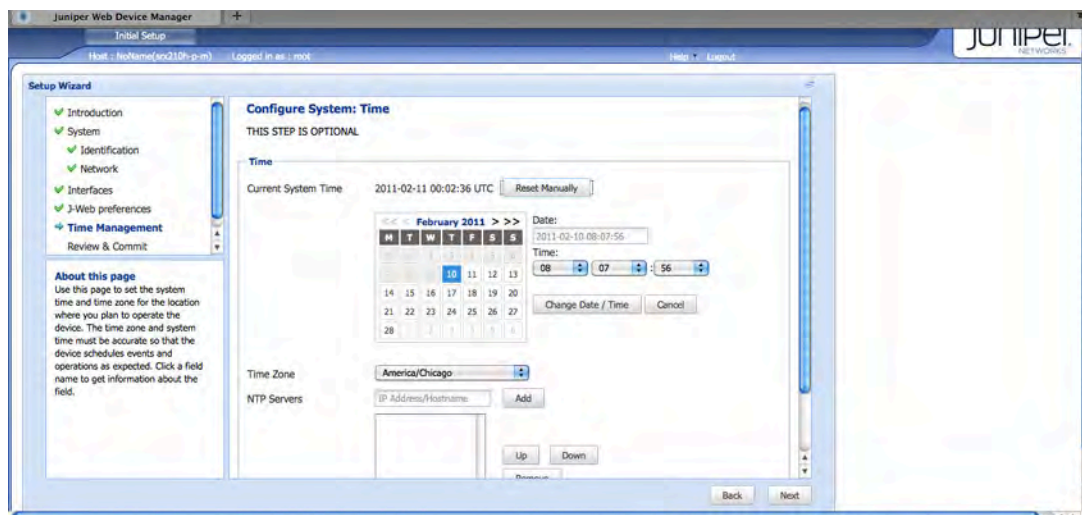 Juniper Web Device Manager
+
Initial Setup
JUNIPER
NETWORKS
Host : NoName(srx210h-p-m) Logged in as : root
Help Logout
Setup Wizard
Introduction
System
Identification
Network
Interfaces
J-Web preferences
Time Management
Review & Commit
About this page
Use this page to set the system
time and time zone for the location
where you plan to operate the
device. The time zone and system
time must be accurate so that the
device schedules events and
operations as expected. Click a field
name to get information about the
field.
Configure System: Time
THIS STEP IS OPTIONAL
Time
Current System Time 2011-02-11 00:02:36 UTC Reset Manually
<< < February 2011 > >>
M T W T F S S
10 11 12 13
14 15 16 17 18 19 20
21 22 23 24 25 26 27
28
Date:
2011-02-10 08:07:56
Time:
08 07 : 56
Change Date / Time Cancel
Time Zone America/Chicago
NTP Servers IP Address/Hostname Add
Up Down
Remove
Back Next